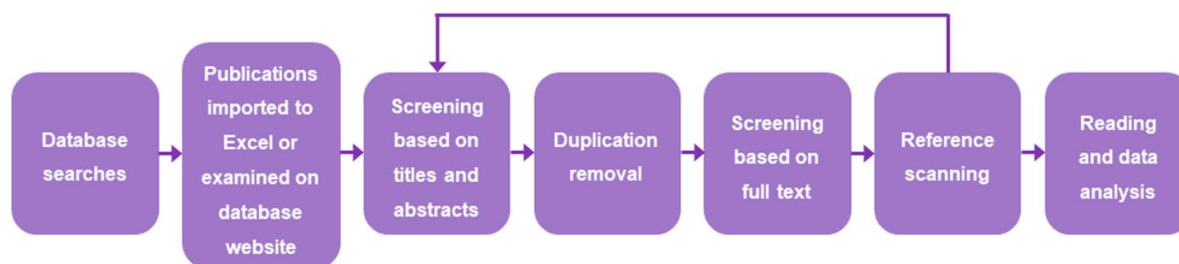 Database
searches
Publications
imported to
Excel or
examined on
database
website
Screening
based on
titles and
abstracts
Duplication
removal
Screening
based on
full text
Reference
scanning
Reading
and data
analysis